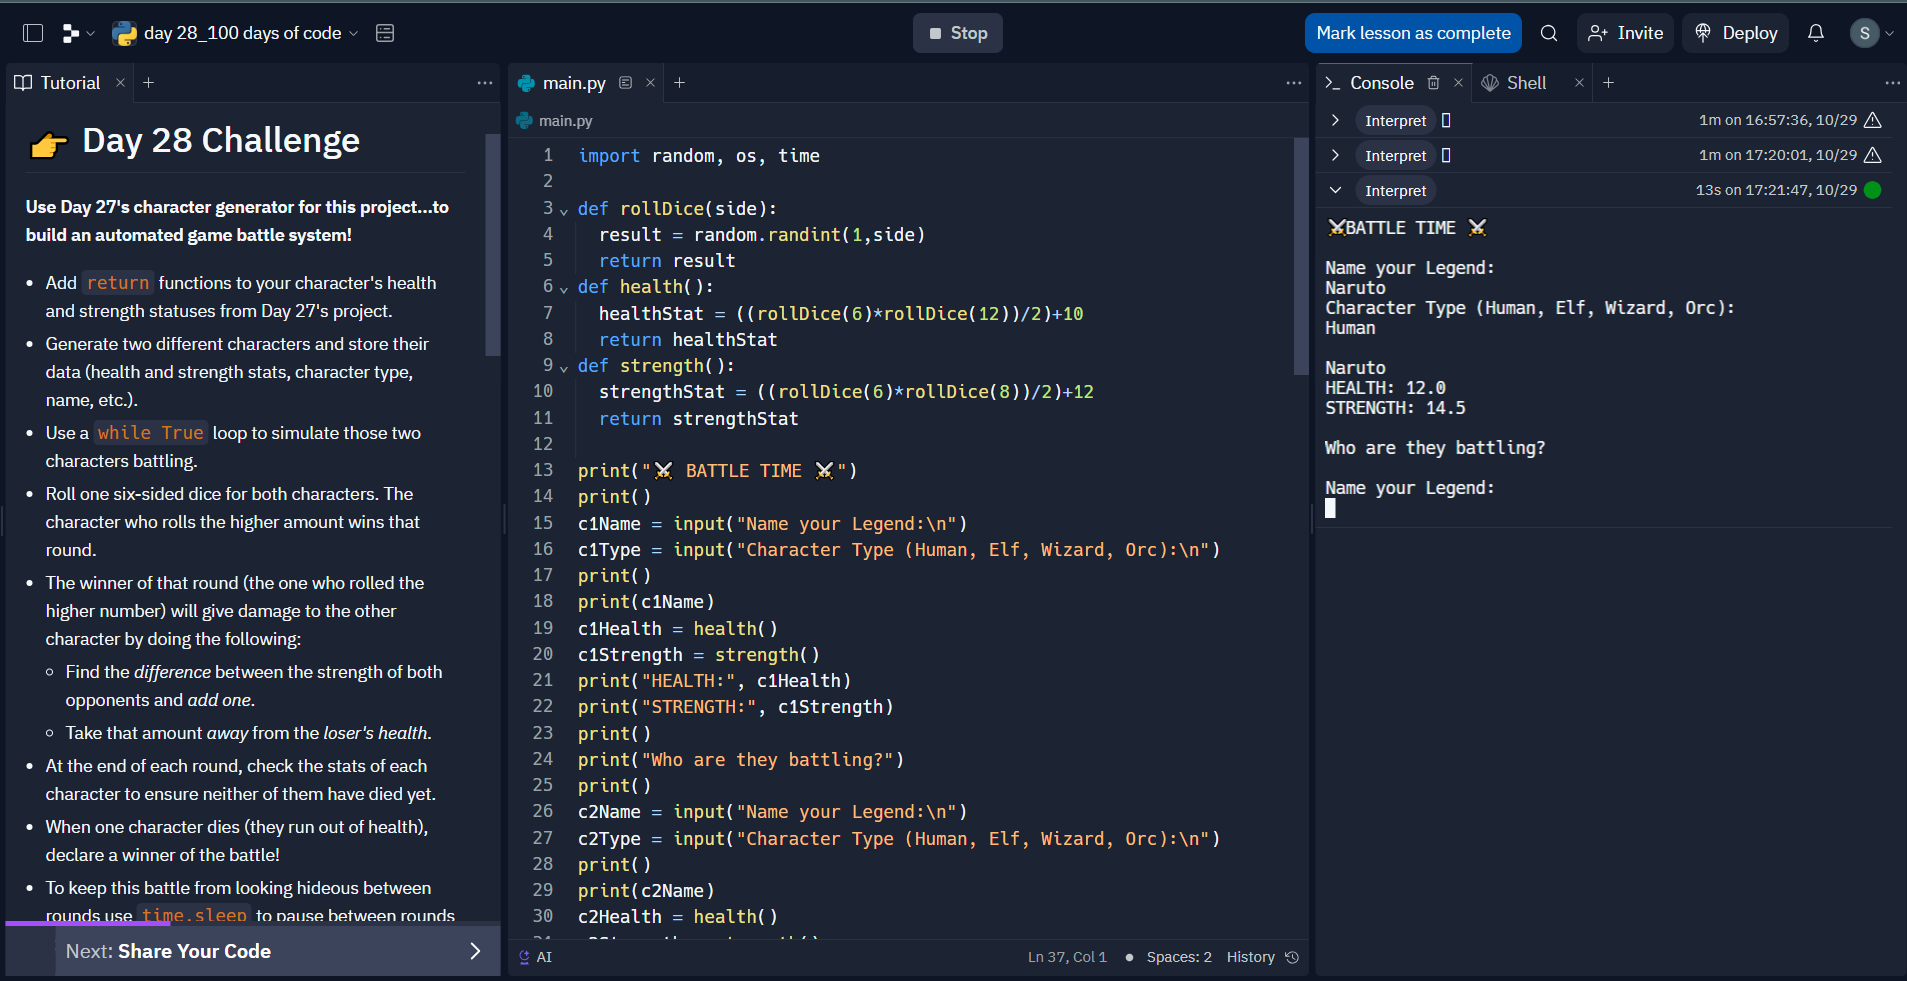 day 28_100 days of code
Stop
Mark lesson as complete
Invite
Deploy
S
Tutorial
👉 Day 28 Challenge
Use Day 27's character generator for this project...to
build an automated game battle system!
Add return functions to your character's health
and strength statuses from Day 27's project.
Generate two different characters and store their
data (health and strength stats, character type,
name, etc.).
Use a while True loop to simulate those two
characters battling.
Roll one six-sided dice for both characters. The
character who rolls the higher amount wins that
round.
The winner of that round (the one who rolled the
higher number) will give damage to the other
character by doing the following:
Find the difference between the strength of both
opponents and add one.
Take that amount away from the loser's health.
At the end of each round, check the stats of each
character to ensure neither of them have died yet.
When one character dies (they run out of health),
declare a winner of the battle!
To keep this battle from looking hideous between
rounds use time.sleep to pause between rounds
Next: Share Your Code
main.py
main.py
1 import random, os, time
2
3 def rollDice(side):
4   result = random.randint(1,side)
5   return result
6 def health():
7   healthStat = ((rollDice(6)*rollDice(12))/2)+10
8   return healthStat
9 def strength():
10   strengthStat = ((rollDice(6)*rollDice(8))/2)+12
11   return strengthStat
12
13 print("⚔️ BATTLE TIME ⚔️")
14 print()
15 c1Name = input("Name your Legend:\n")
16 c1Type = input("Character Type (Human, Elf, Wizard, Orc):\n")
17 print()
18 print(c1Name)
19 c1Health = health()
20 c1Strength = strength()
21 print("HEALTH:", c1Health)
22 print("STRENGTH:", c1Strength)
23 print()
24 print("Who are they battling?")
25 print()
26 c2Name = input("Name your Legend:\n")
27 c2Type = input("Character Type (Human, Elf, Wizard, Orc):\n")
28 print()
29 print(c2Name)
30 c2Health = health()
AI
Ln 37, Col 1 • Spaces: 2 History
Console
Shell
Interpret 1m on 16:57:36, 10/29
Interpret 1m on 17:20:01, 10/29
Interpret 13s on 17:21:47, 10/29
⚔️BATTLE TIME ⚔️
Name your Legend:
Naruto
Character Type (Human, Elf, Wizard, Orc):
Human
Naruto
HEALTH: 12.0
STRENGTH: 14.5
Who are they battling?
Name your Legend: